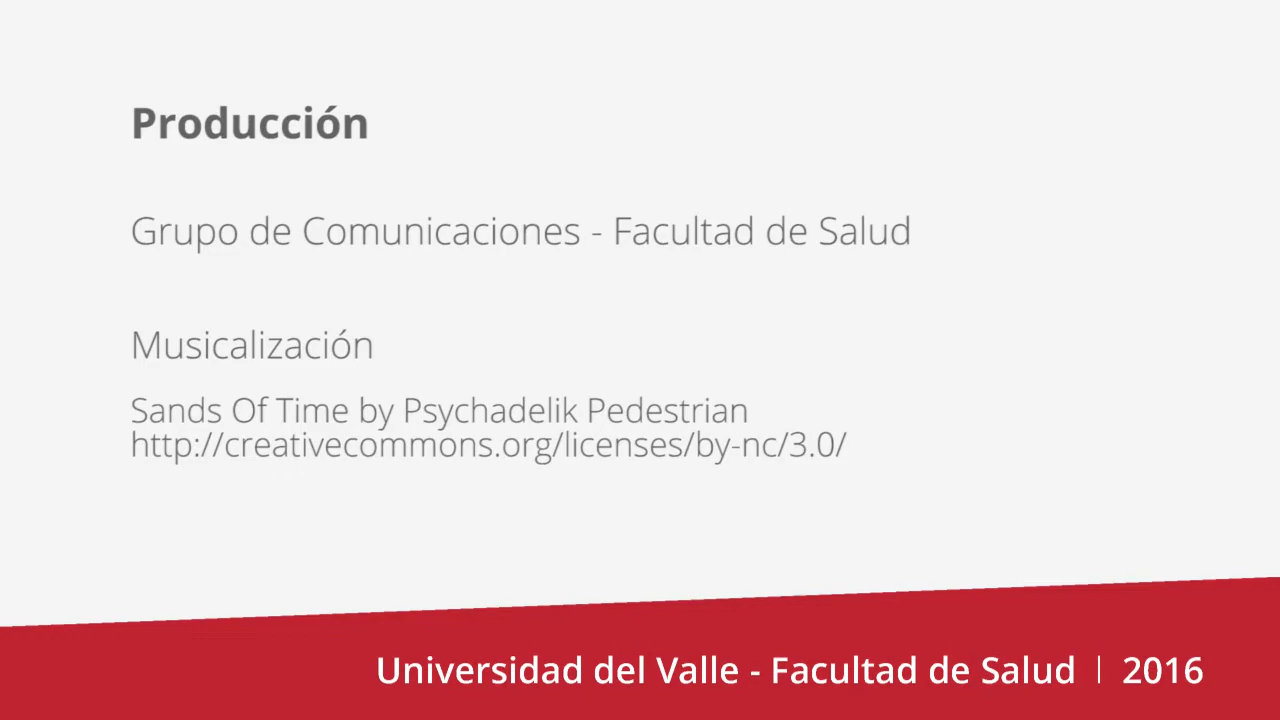 Producción
Grupo de Comunicaciones - Facultad de Salud
Musicalización
Sands Of Time by Psychadelik Pedestrian
http://creativecommons.org/licenses/by-nc/3.0/
Universidad del Valle - Facultad de Salud | 2016